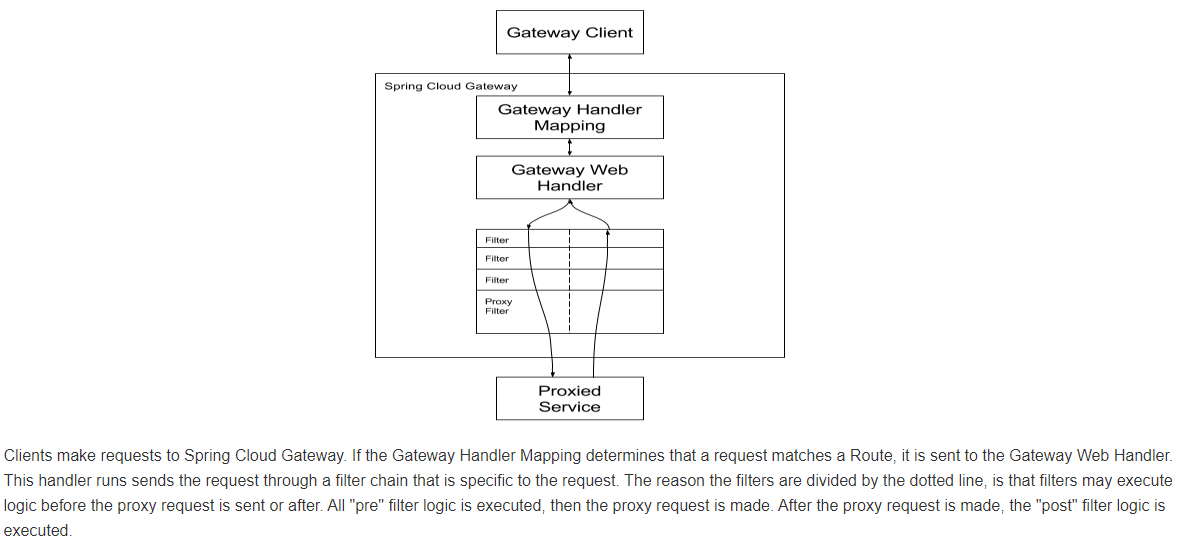 Gateway Client
Spring Cloud Gateway
Gateway Handler
Mapping
Gateway Web
Handler
Filter
Filter
Filter
Proxy
Filter
Proxied
Service
Clients make requests to Spring Cloud Gateway. If the Gateway Handler Mapping determines that a request matches a Route, it is sent to the Gateway Web Handler.
This handler runs sends the request through a filter chain that is specific to the request. The reason the filters are divided by the dotted line, is that filters may execute
logic before the proxy request is sent or after. All "pre" filter logic is executed, then the proxy request is made. After the proxy request is made, the "post" filter logic is
executed.